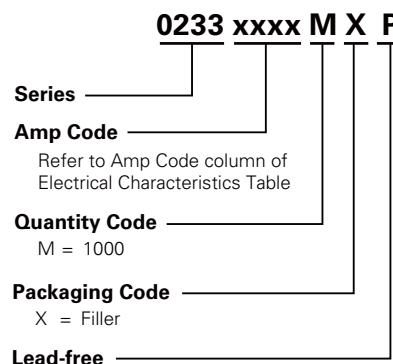 0233 xxxx M X P
Series
Amp Code
Refer to Amp Code column of
Electrical Characteristics Table
Quantity Code
M = 1000
Packaging Code
X = Filler
Lead-free